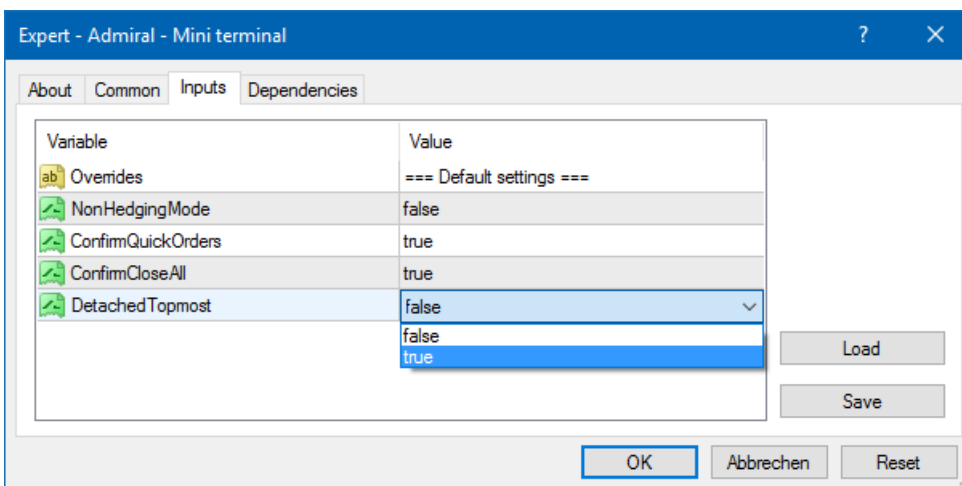 Expert - Admiral - Mini terminal ?
About Common Inputs Dependencies
Variable Value
ab Overrides === Default settings ===
NonHedgingMode false
ConfirmQuickOrders true
ConfirmCloseAll true
DetachedTopmost false
false
true
Load
Save
OK Abbrechen Reset